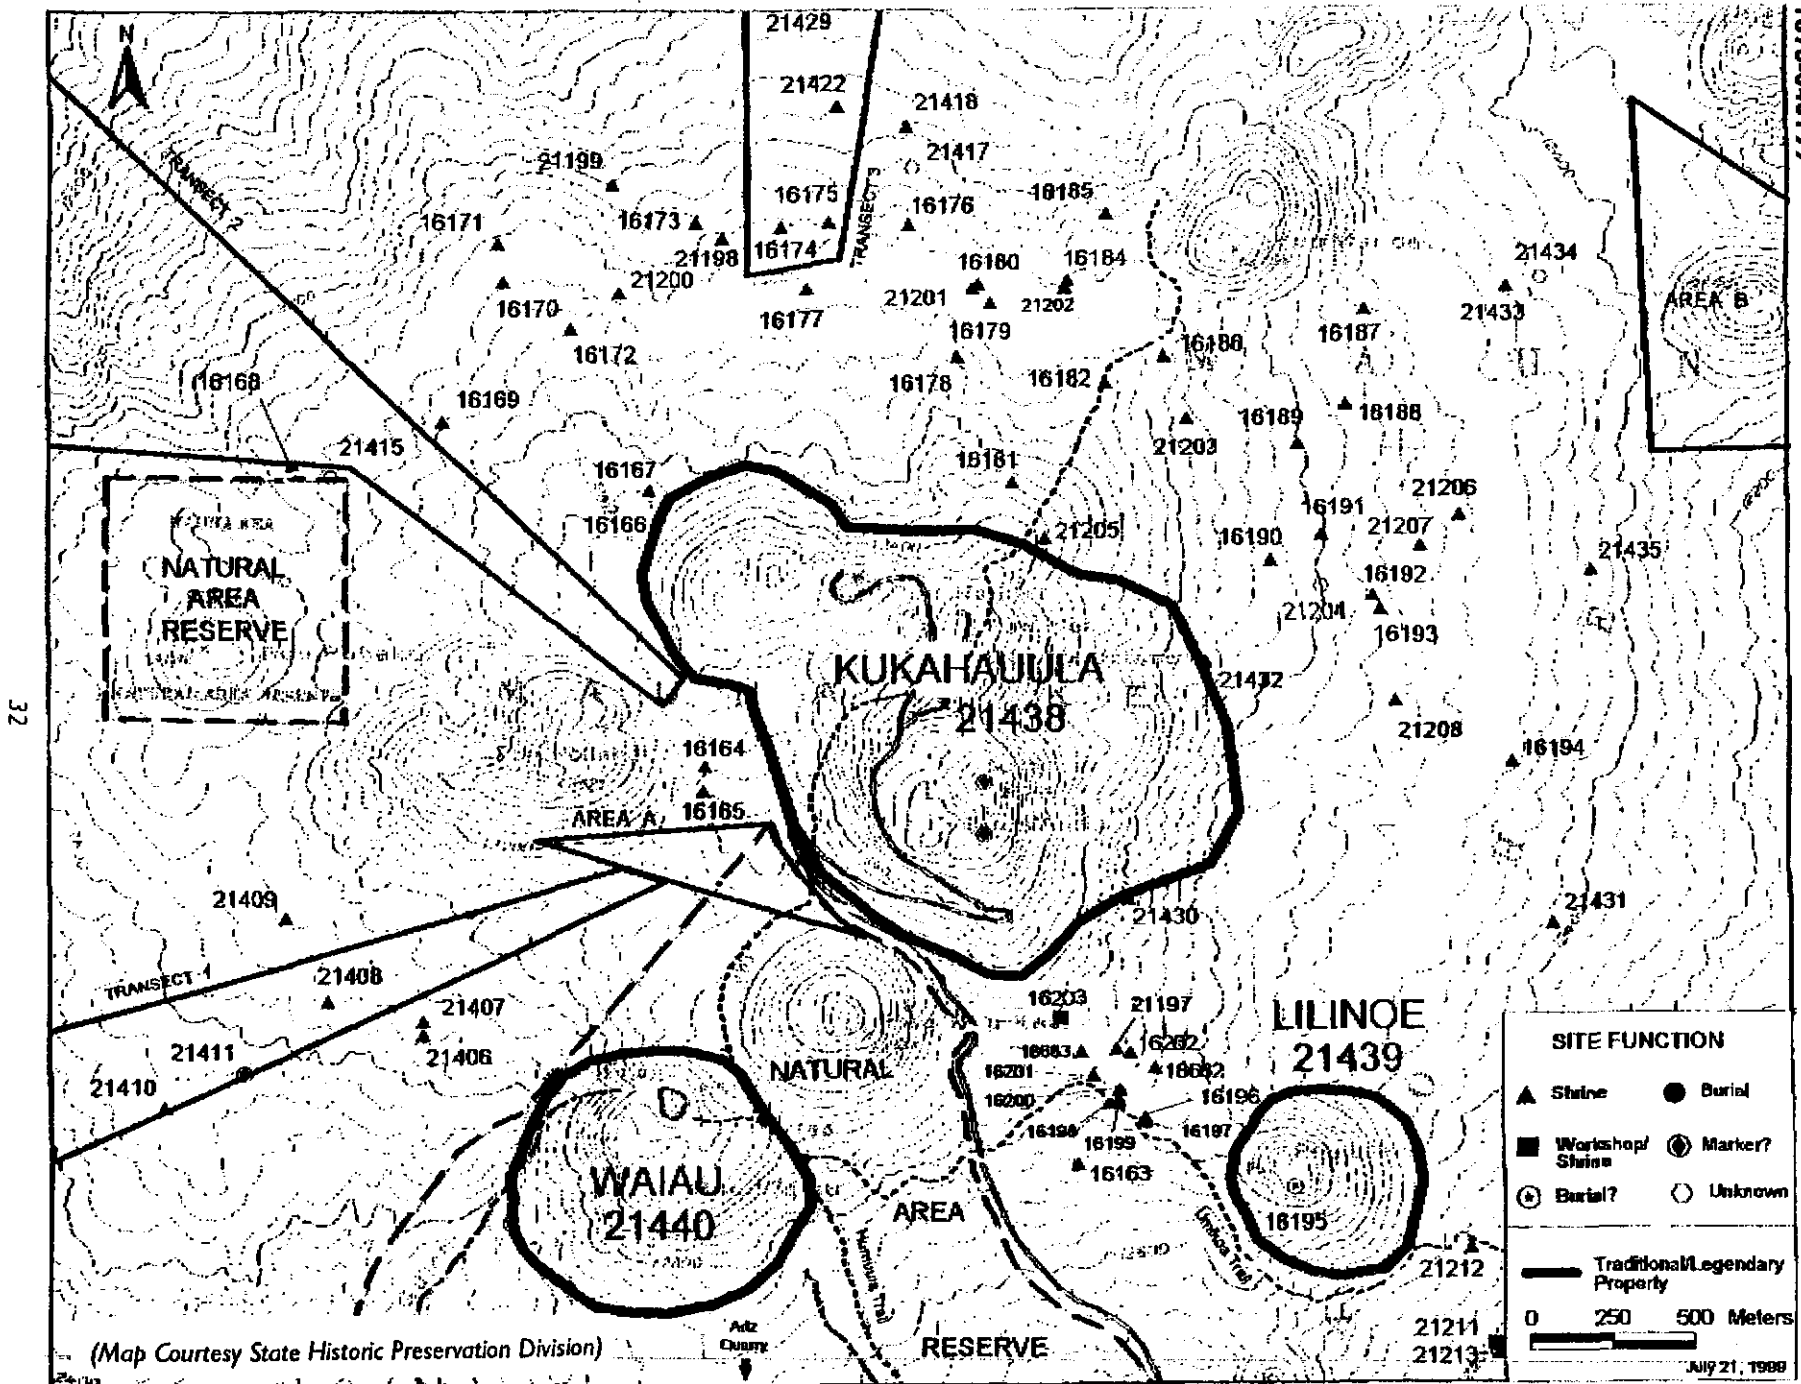 N
21429
21422
21418
21417
21199
TRANSECT 2
16175
16185
16171
16173
16176
TRANSECT 3
21198
16174
16180
16184
21434
21200
21201
21202
16170
16177
16179
16187
21433
AREA B
16172
16186
16168
16178
16182
16169
16189
16188
21415
21203
16167
16181
21206
16166
16191
21207
21205
16190
21435
NATURAL
AREA
RESERVE
16192
21204
16193
KUKAHAUULA
21438
21432
21208
16164
16194
16165
AREA A
21409
21430
21431
TRANSECT 1
21408
16203
21197
LILINOE
21439
21407
21411
21406
16202
21410
NATURAL
16201
16200
16196
16198
16199
16197
16163
WAIAU
21440
AREA
16195
Umikoa Trail
Humuula Trail
21212
21211
21213
Adz
Quarry
RESERVE
SITE FUNCTION
Shrine
Burial
Workshop/
Shrine
Marker?
Burial?
Unknown
Traditional/Legendary
Property
0 250 500 Meters
July 21, 1999
(Map Courtesy State Historic Preservation Division)
32